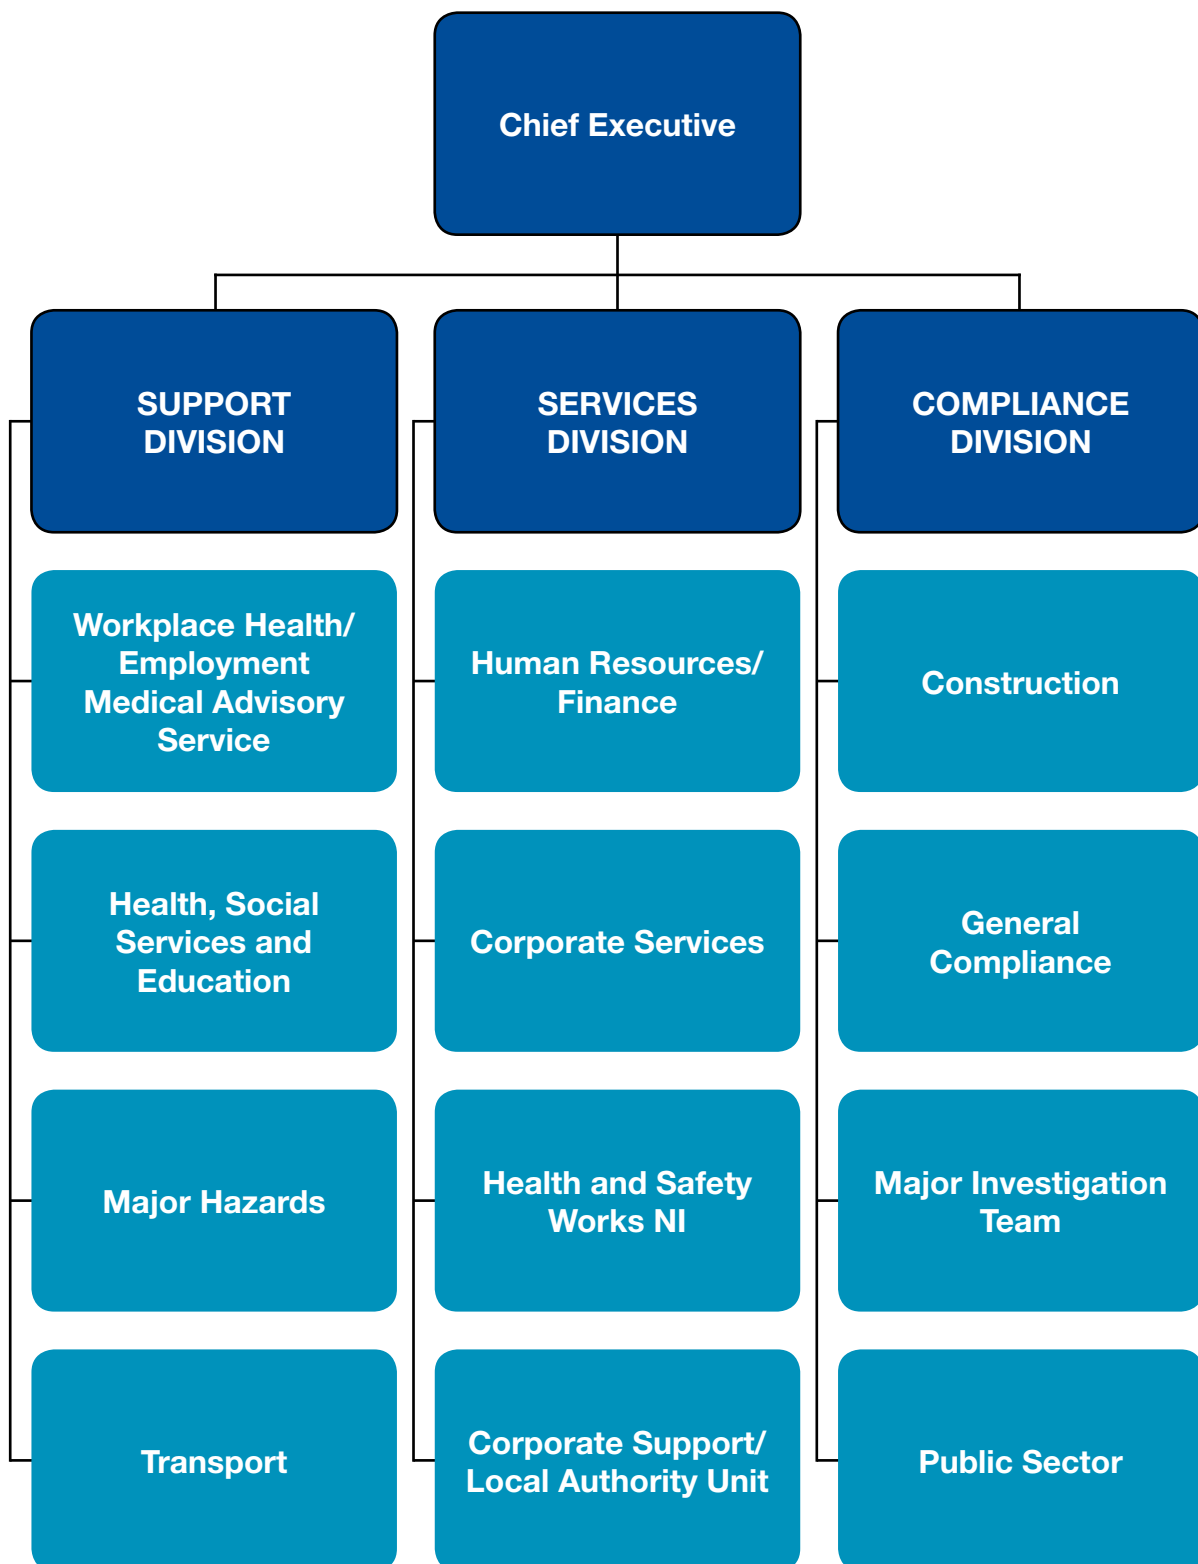 Chief Executive
SUPPORT
DIVISION
SERVICES
DIVISION
COMPLIANCE
DIVISION
Workplace Health/
Employment
Medical Advisory
Service
Human Resources/
Finance
Construction
Health, Social
Services and
Education
Corporate Services
General
Compliance
Major Hazards
Health and Safety
Works NI
Major Investigation
Team
Transport
Corporate Support/
Local Authority Unit
Public Sector